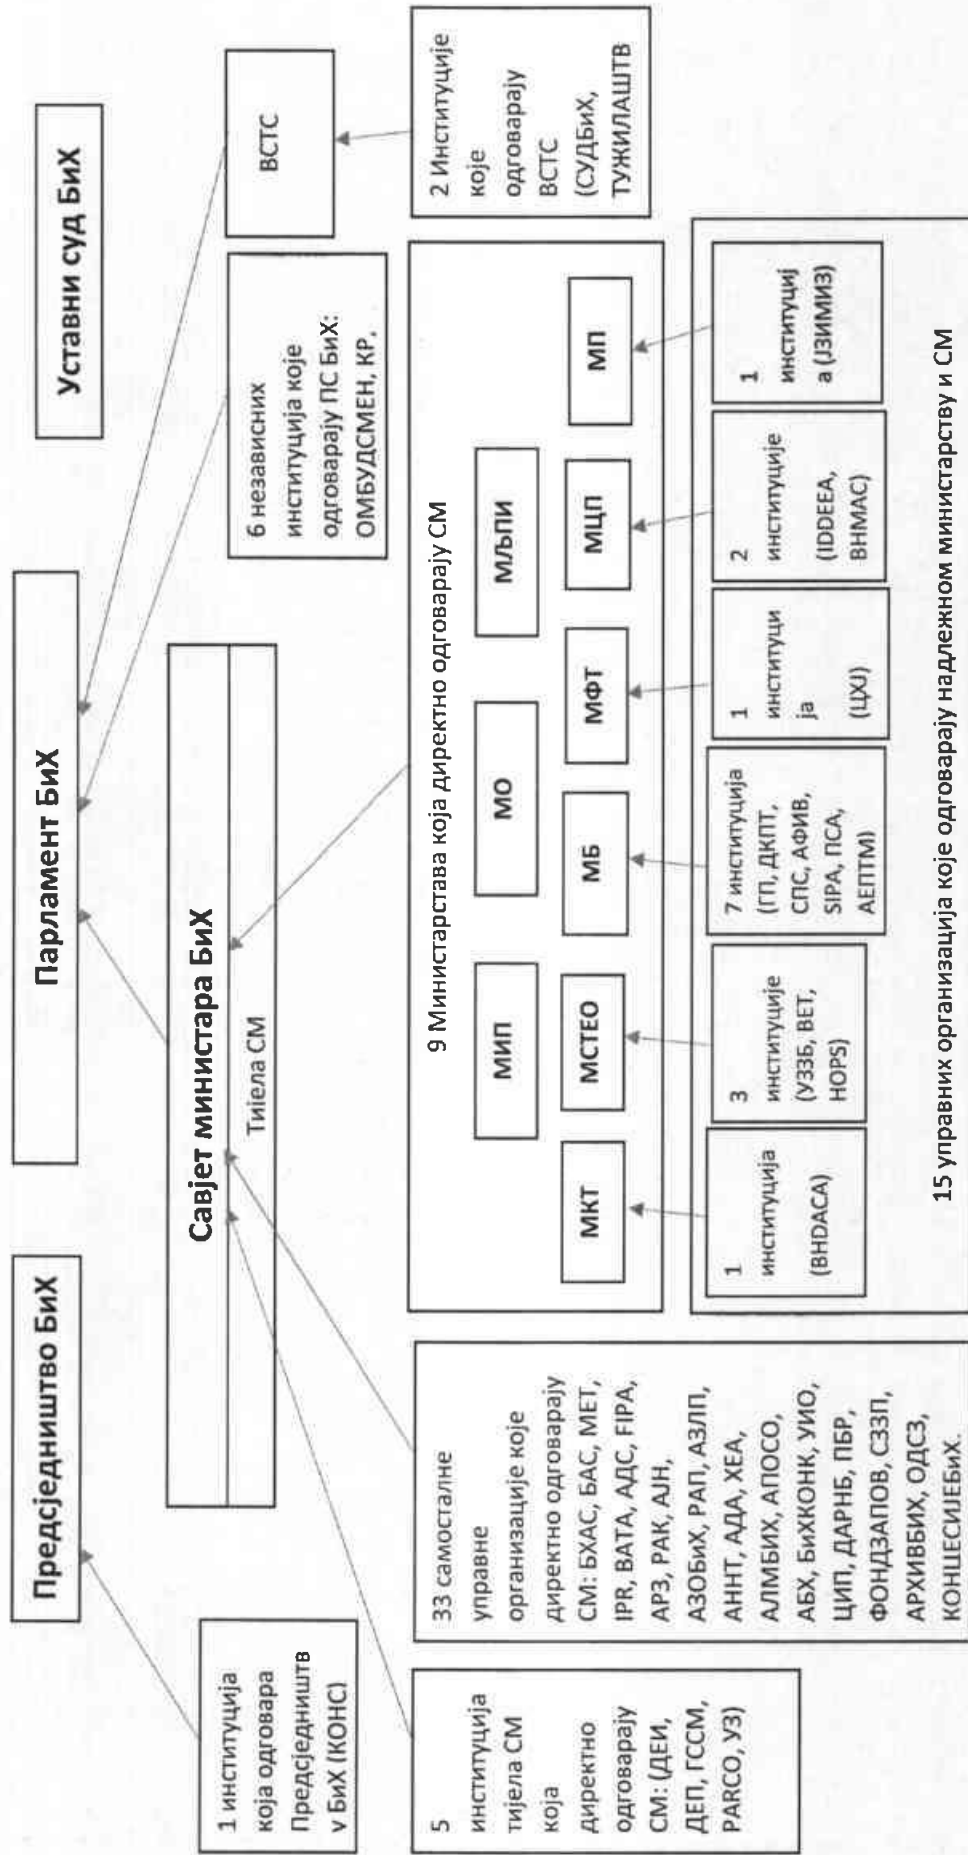 Предсједништво БиХ
Парламент БиХ
Уставни суд БиХ
1 институција
која одговара
Предсједништв
у БиХ (КОНС)
Савјет министара БиХ
Тијела СМ
6 независних
институција које
одговарају ПС БиХ:
ОМБУДСМЕН, КР,
ВСТС
5
институција
тијела СМ
која
директно
одговарају
СМ: (ДЕИ,
ДЕП, ГССМ,
PARCO, УЗ)
33 самосталне
управне
организације које
директно одговарају
СМ: БХАС, БАС, МЕТ,
IPR, ВАТА, АДС, FIPA,
АРЗ, РАК, АЈН,
АЗОБиХ, РАП, АЗЛП,
АННТ, АДА, ХЕА,
АЛМБИХ, АПОСО,
АБХ, БиХКОНК, УИО,
ЦИП, ДАРНБ, ПБР,
ФОНДЗАПОВ, СЗЗП,
АРХИВБИХ, ОДСЗ,
КОНЦЕСИЈЕБиХ.
9 Министарстава која директно одговарају СМ
МИП
МО
МЉПИ
МКТ
МСТЕО
МБ
МФТ
МЦП
МП
2 Институције
које
одговарају
ВСТС
(СУДБиХ,
ТУЖИЛАШТВ
1
институција
(BHDACA)
3
институције
(УЗЗБ, ВЕТ,
НОРS)
7 институција
(ГП, ДКПТ,
СПС, АФИВ,
SIPA, ПСА,
АЕПТМ)
1
институци
ја
(ЦХЈ)
2
институције
(IDDEEA,
BHMAC)
1
институциј
а (ЈЗИМИЗ)
15 управних организација које одговарају надлежном министарству и СМ